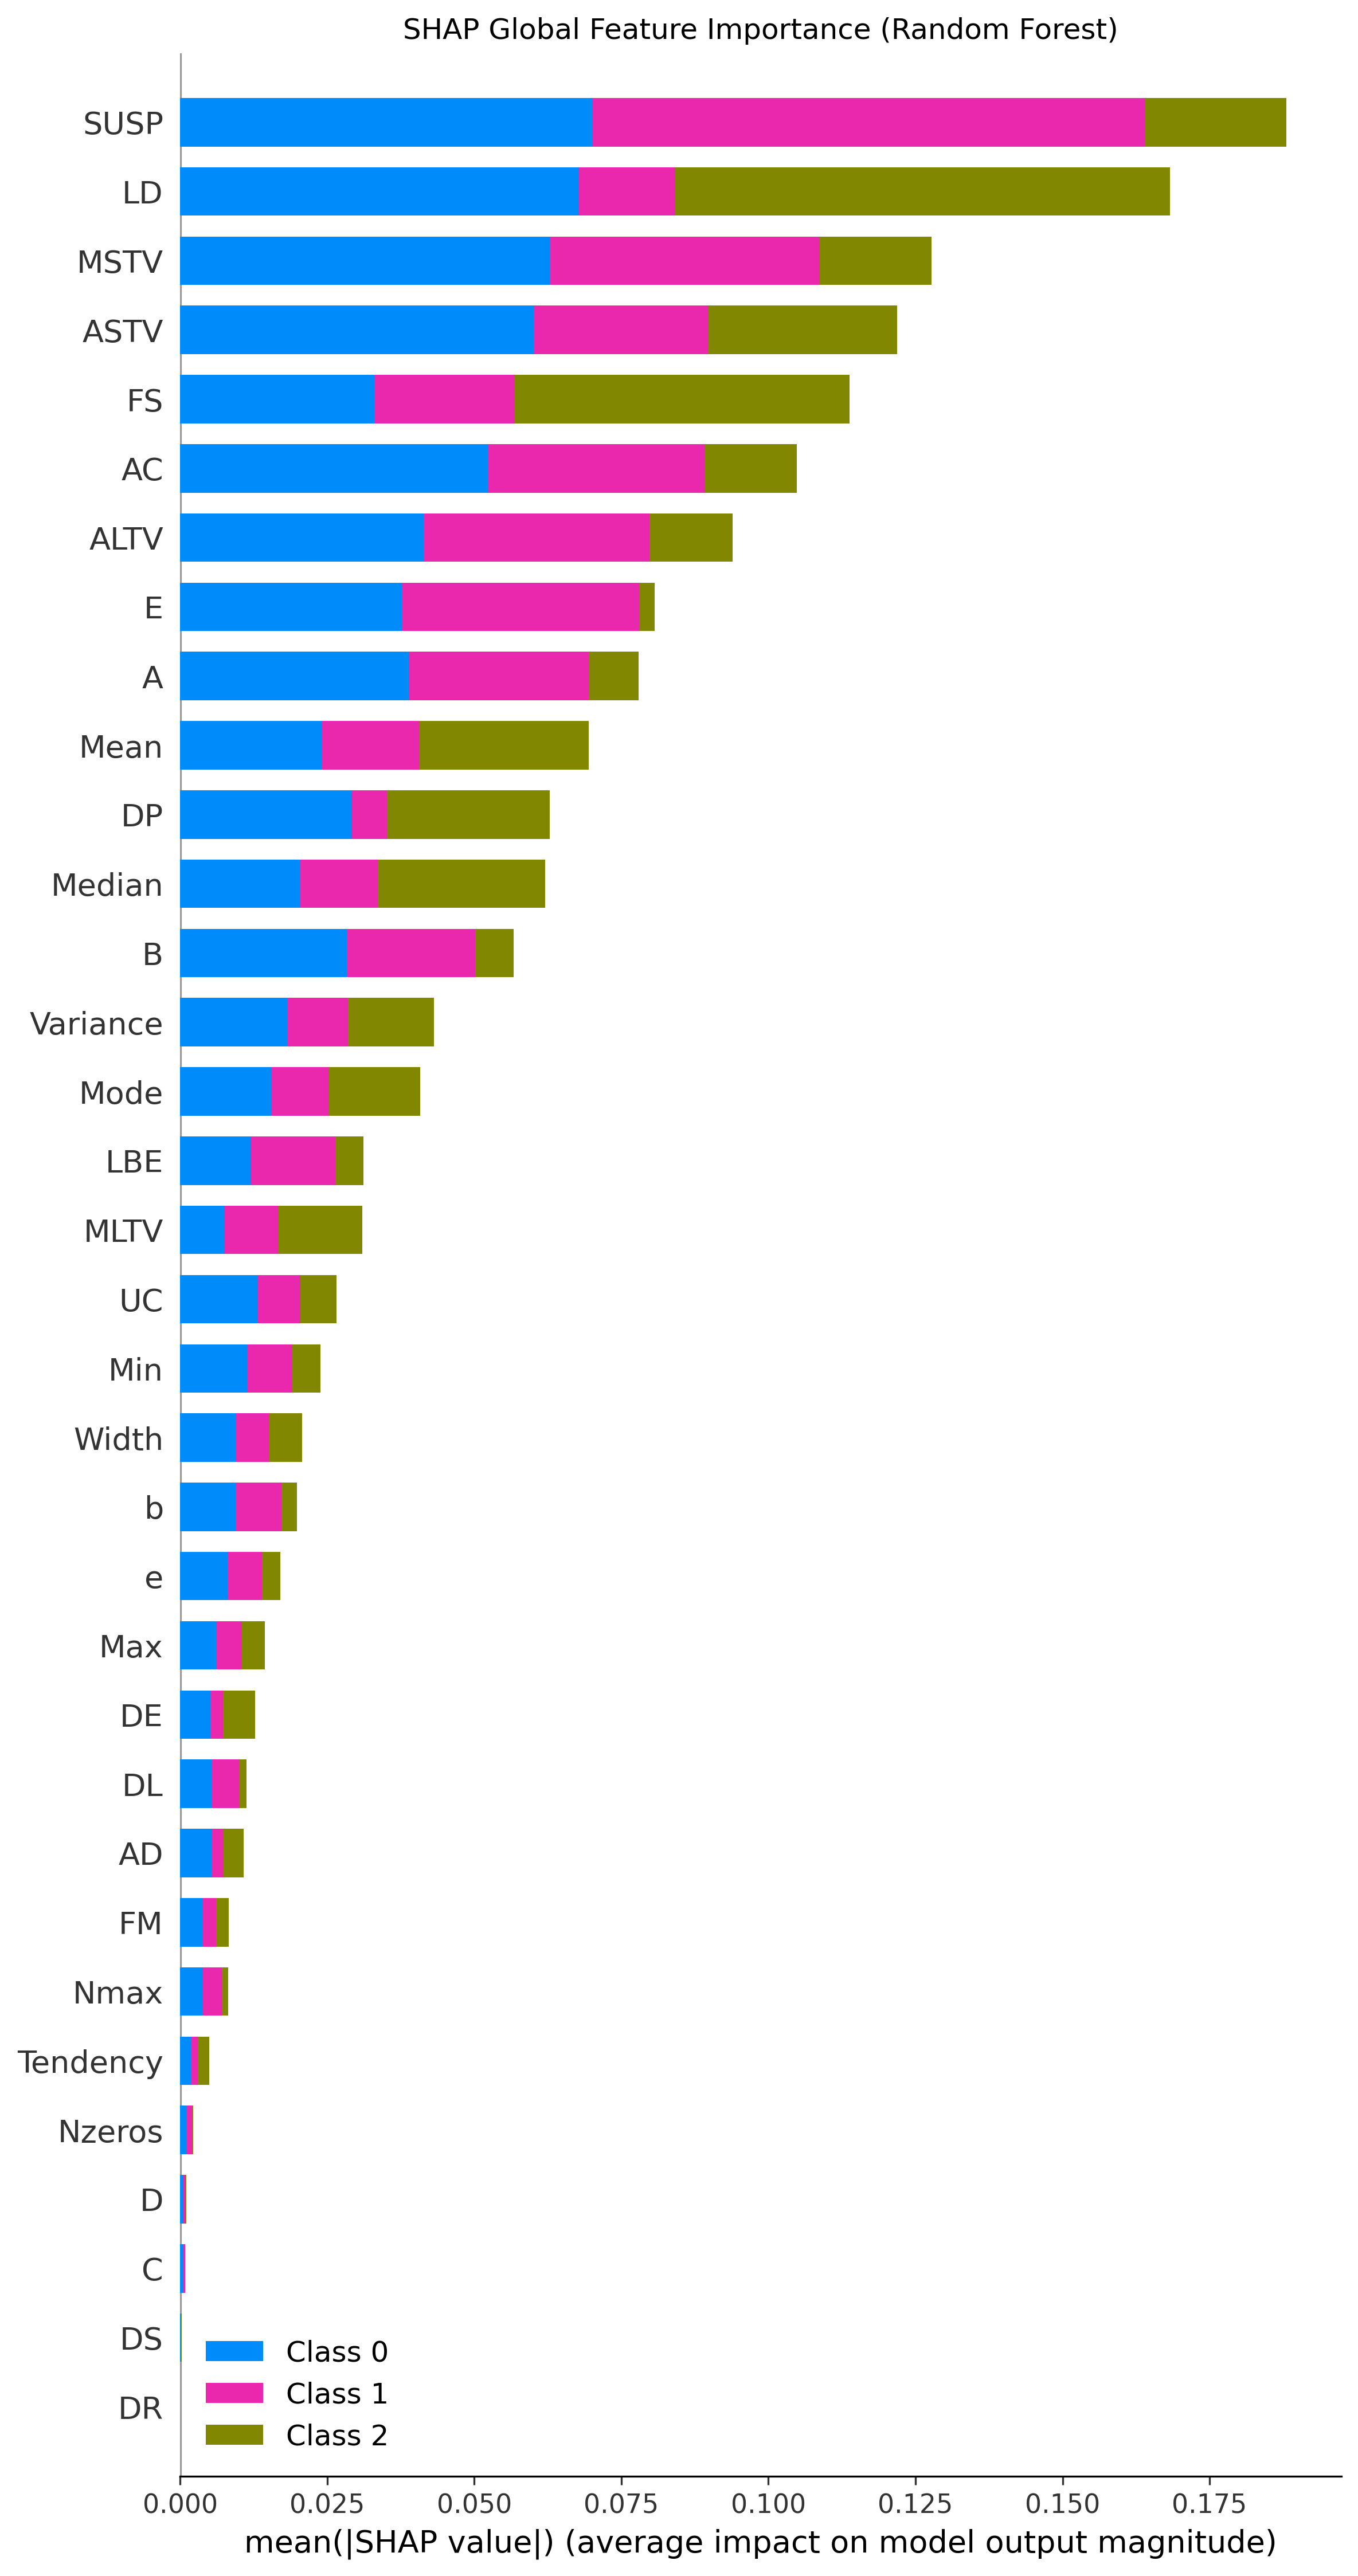 SHAP Global Feature Importance (Random Forest)
SUSP
LD
MSTV
ASTV
FS
AC
ALTV
E
A
Mean
DP
Median
B
Variance
Mode
LBE
MLTV
UC
Min
Width
b
e
Max
DE
DL
AD
FM
Nmax
Tendency
Nzeros
D
C
DS
DR
Class 0
Class 1
Class 2
0.000 0.025 0.050 0.075 0.100 0.125 0.150 0.175
mean(|SHAP value|) (average impact on model output magnitude)